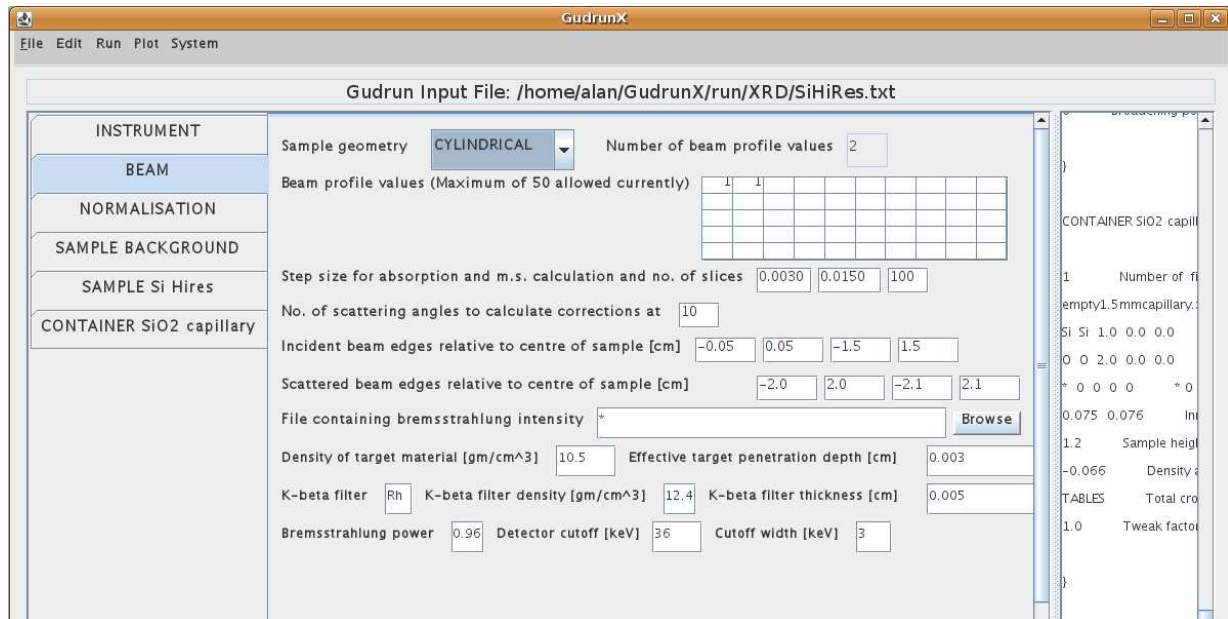 GudrunX
File Edit Run Plot System
Gudrun Input File: /home/alan/GudrunX/run/XRD/SiHiRes.txt
INSTRUMENT
BEAM
NORMALISATION
SAMPLE BACKGROUND
SAMPLE Si Hires
CONTAINER SiO2 capillary
Sample geometry CYLINDRICAL Number of beam profile values 2
Beam profile values (Maximum of 50 allowed currently) 1 1
Step size for absorption and m.s. calculation and no. of slices 0.0030 0.0150 100
No. of scattering angles to calculate corrections at 10
Incident beam edges relative to centre of sample [cm] -0.05 0.05 -1.5 1.5
Scattered beam edges relative to centre of sample [cm] -2.0 2.0 -2.1 2.1
File containing bremsstrahlung intensity * Browse
Density of target material [gm/cm^3] 10.5 Effective target penetration depth [cm] 0.003
K-beta filter Rh K-beta filter density [gm/cm^3] 12.4 K-beta filter thickness [cm] 0.005
Bremsstrahlung power 0.96 Detector cutoff [keV] 36 Cutoff width [keV] 3
}
CONTAINER SiO2 capill
1 Number of fi
empty1.5mmcapillary.
Si Si 1.0 0.0 0.0
O O 2.0 0.0 0.0
* 0 0 0 0 * 0
0.075 0.076 In
1.2 Sample heigh
-0.066 Density a
TABLES Total cro
1.0 Tweak factor
}